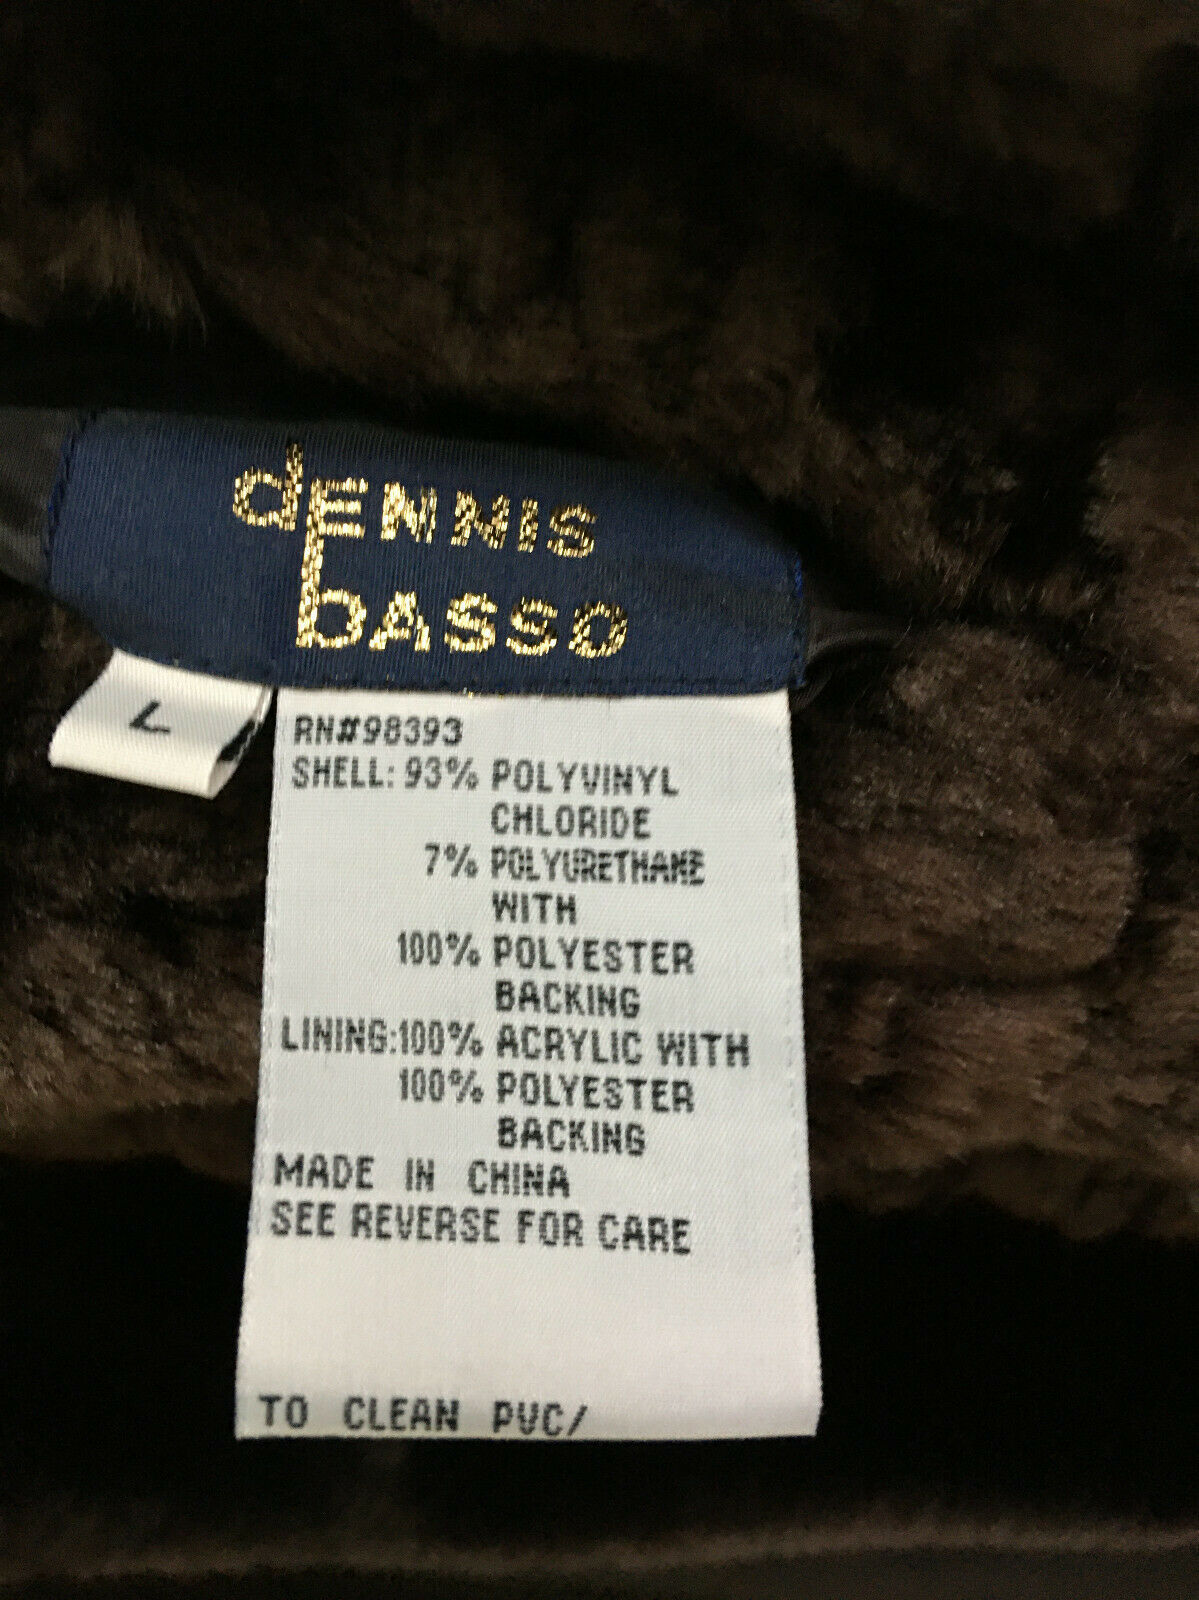 dENNIS
bASSO
L
RN#98393
SHELL: 93% POLYVINYL
CHLORIDE
7% POLYURETHANE
WITH
100% POLYESTER
BACKING
LINING:100% ACRYLIC WITH
100% POLYESTER
BACKING
MADE IN CHINA
SEE REVERSE FOR CARE
TO CLEAN PVC/